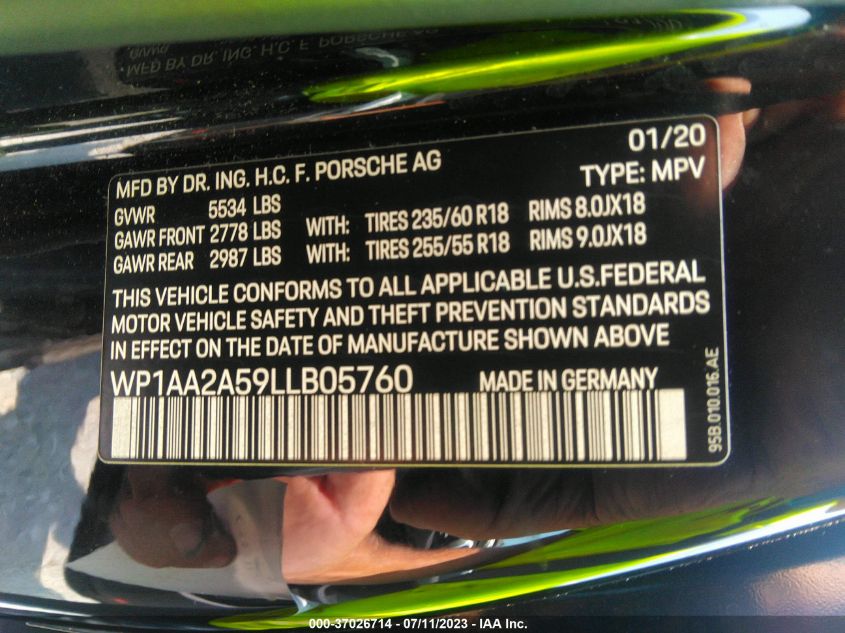 MFD BY DR. ING. H.C. F. PORSCHE AG 01/20
TYPE: MPV
GVWR 5534 LBS
GAWR FRONT 2778 LBS WITH: TIRES 235/60 R18 RIMS 8.0JX18
GAWR REAR 2987 LBS WITH: TIRES 255/55 R18 RIMS 9.0JX18
THIS VEHICLE CONFORMS TO ALL APPLICABLE U.S.FEDERAL
MOTOR VEHICLE SAFETY AND THEFT PREVENTION STANDARDS
IN EFFECT ON THE DATE OF MANUFACTURE SHOWN ABOVE
WP1AA2A59LLB05760 MADE IN GERMANY
95B.010.016.AE
000-37026714 - 07/11/2023 - IAA Inc.